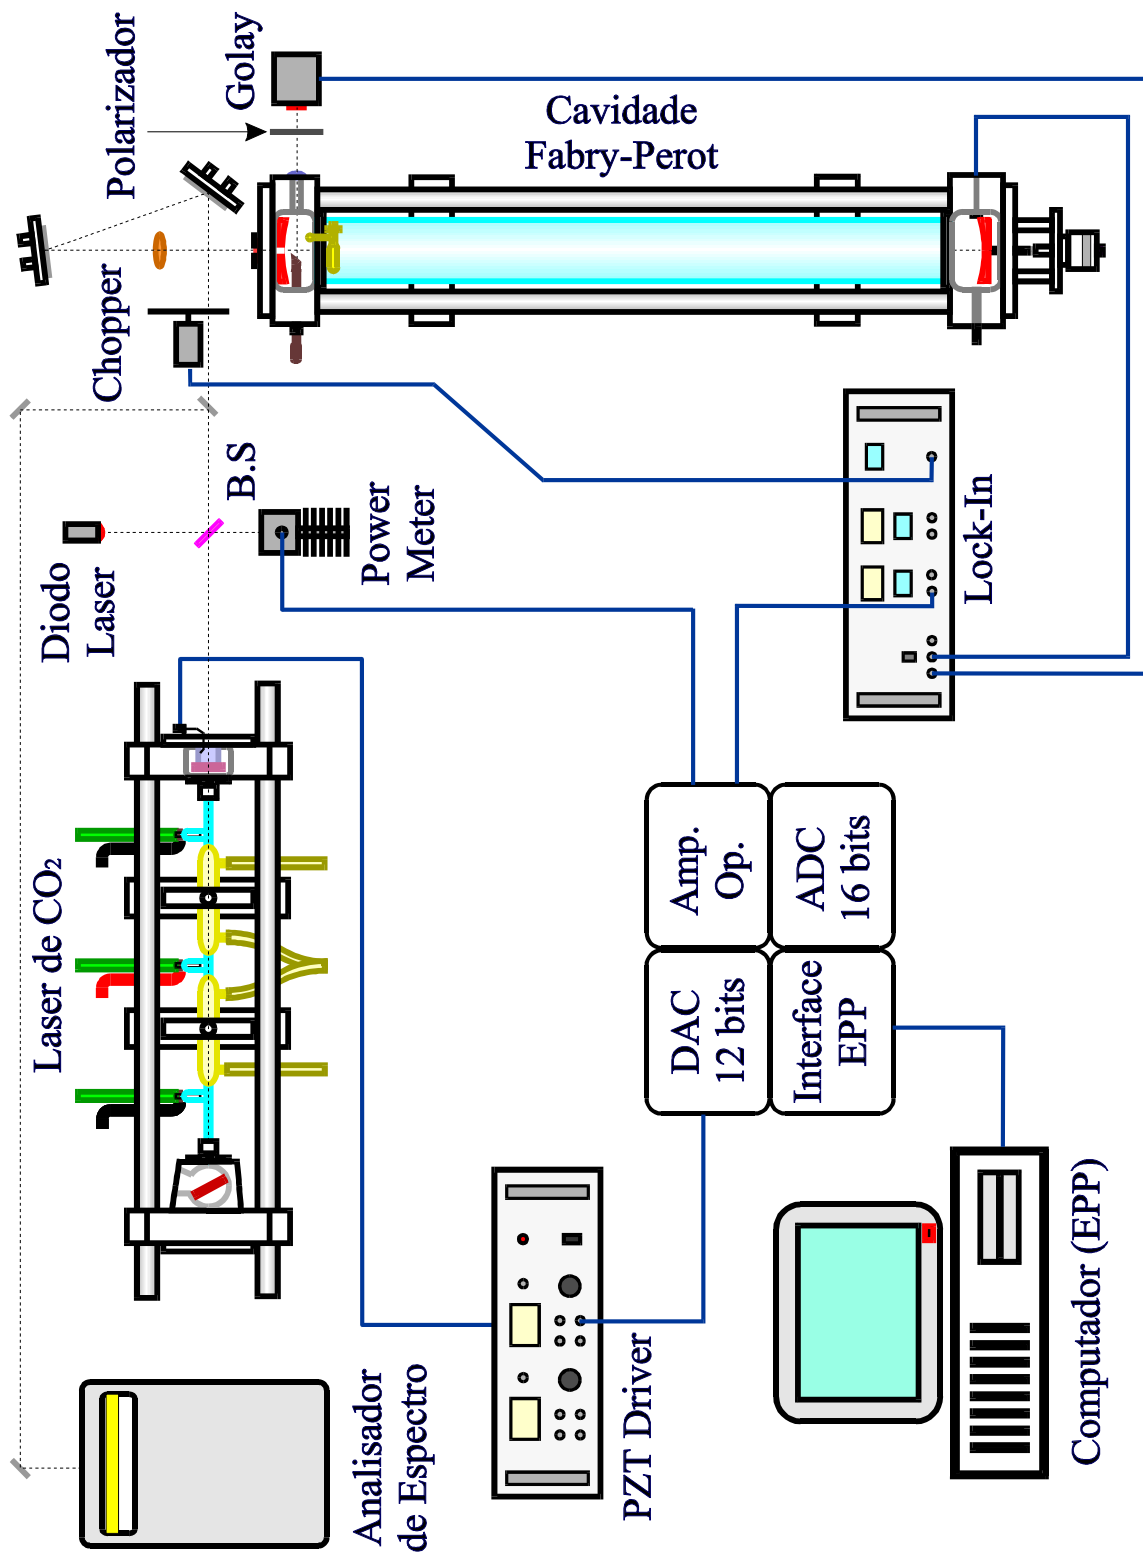 Polarizador
Golay
Cavidade
Fabry-Perot
Chopper
B.S
Diodo
Laser
Power
Meter
Lock-In
Laser de CO₂
Amp.
Op.
ADC
16 bits
DAC
12 bits
Interface
EPP
Analisador
de Espectro
PZT Driver
Computador (EPP)